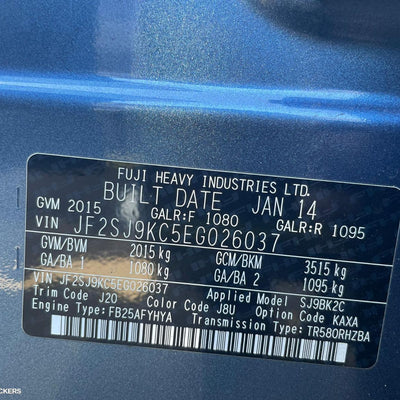 FUJI HEAVY INDUSTRIES LTD.
BUILT DATE JAN 14
GVM 2015 GALR:F 1080 GALR:R 1095
VIN JF2SJ9KC5EG026037
GVM/BVM 2015 kg GCM/BKM 3515 kg
GA/BA 1 1080 kg GA/BA 2 1095 kg
VIN JF2SJ9KC5EG026037 Applied Model SJ9BK2C
Trim Code J20 Color Code J8U Option Code KAXA
Engine Type: FB25AFYHYA Transmission Type: TR580RHZBA